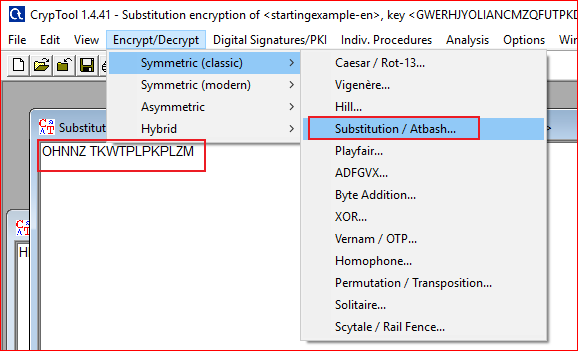 CrypTool 1.4.41 - Substitution encryption of <startingexample-en>, key <GWERHJYOLIANCMZQFUTPKD
File Edit View Encrypt/Decrypt Digital Signatures/PKI Indiv. Procedures Analysis Options Win
Symmetric (classic)
Symmetric (modern)
Asymmetric
Hybrid
Caesar / Rot-13...
Vigenère...
Hill...
Substitution / Atbash...
Playfair...
ADFGVX...
Byte Addition...
XOR...
Vernam / OTP...
Homophone...
Permutation / Transposition...
Solitaire...
Scytale / Rail Fence...
Substitu
OHNNZ TKWTPLPKPLZM
H